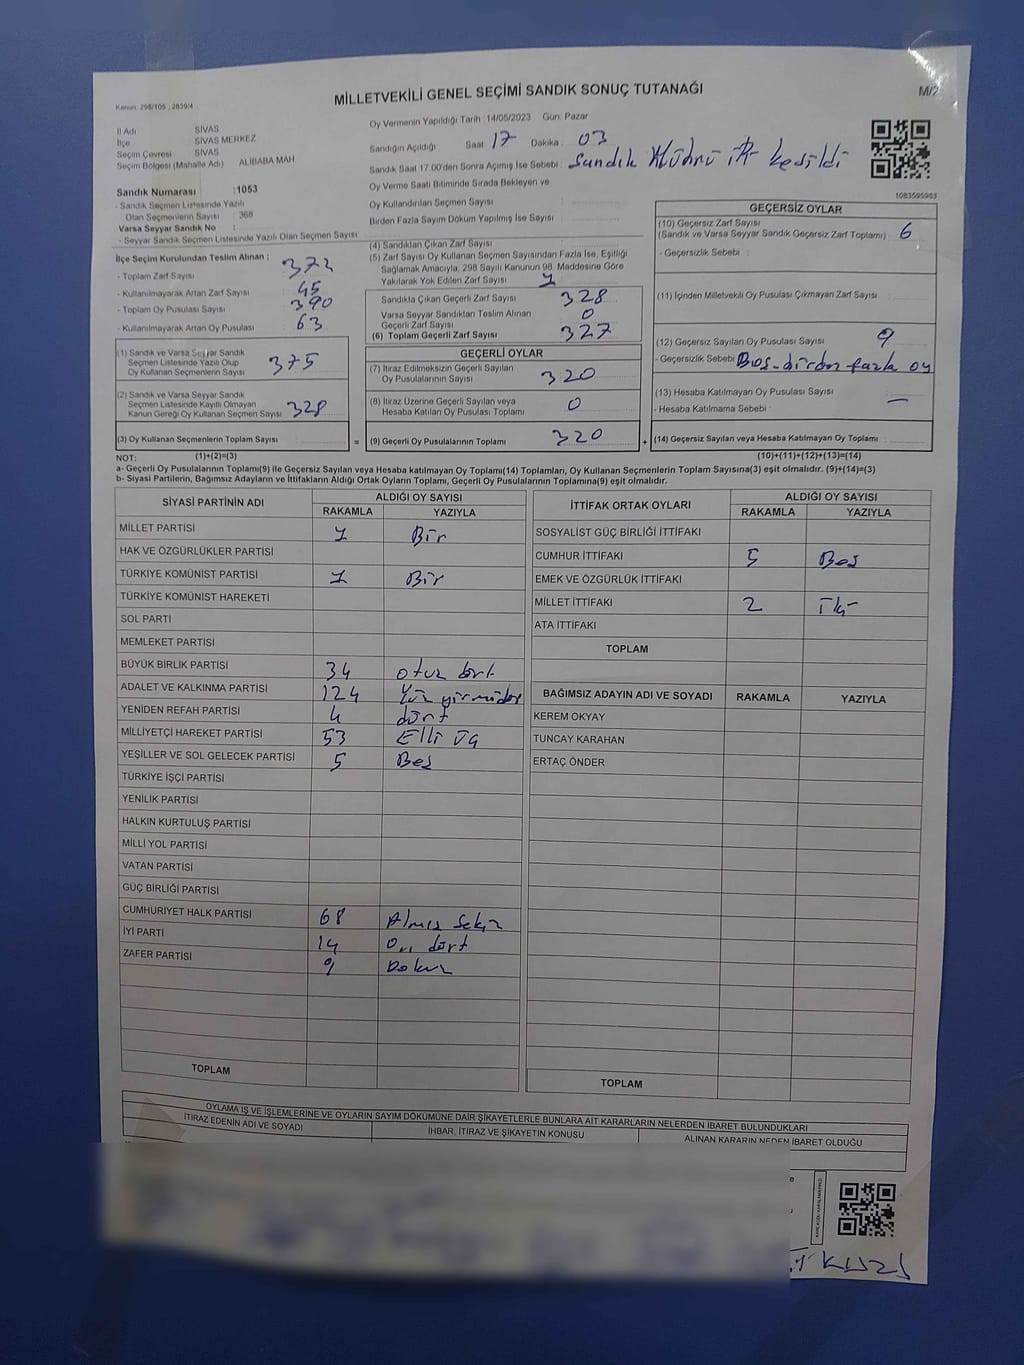 MİLLETVEKİLİ GENEL SEÇİMİ SANDIK SONUÇ TUTANAĞI
M/2
Kanun, 298/105 , 2839/4
İl Adı SİVAS
İlçe SİVAS MERKEZ
Seçim Çevresi SİVAS
Seçim Bölgesi (Mahalle Adı) ALIBABA MAH
Sandık Numarası :1053
- Sandık Seçmen Listesinde Yazılı
Olan Seçmenlerin Sayısı : 368
Varsa Seyyar Sandık No :
- Seyyar Sandık Seçmen Listesinde Yazılı Olan Seçmen Sayısı
Oy Vermenin Yapıldığı Tarih :14/05/2023 Gün: Pazar
Sandığın Açıldığı Saat 17 Dakika : 03
Sandık Saat 17.00'den Sonra Açımış İse Sebebi : Sandık
Oy Verme Saati Bitiminde Sırada Bekleyen ve
Oy Kullandırılan Seçmen Sayısı
Birden Fazla Sayım Döküm Yapılmış İse Sayısı
1083595983
İlçe Seçim Kurulundan Teslim Alınan ;
- Toplam Zarf Sayısı 372
- Kullanılmayarak Artan Zarf Sayısı 45
- Toplam Oy Pusulası Sayısı 390
- Kullanılmayarak Artan Oy Pusulası 63
(1) Sandık ve Varsa Seyyar Sandık
Seçmen Listesinde Yazılı Olup
Oy Kullanan Seçmenlerin Sayısı 375
(2) Sandık ve Varsa Seyyar Sandık
Seçmen Listesinde Kayıtlı Olmayan
Kanun Gereği Oy Kullanan Seçmen Sayısı 328
(3) Oy Kullanan Seçmenlerin Toplam Sayısı
(4) Sandıktan Çıkan Zarf Sayısı
(5) Zarf Sayısı Oy Kullanan Seçmen Sayısından Fazla İse, Eşitliği
Sağlamak Amacıyla, 298 Sayılı Kanunun 98. Maddesine Göre
Yakılarak Yok Edilen Zarf Sayısı 1
Sandıkta Çıkan Geçerli Zarf Sayısı 328
Varsa Seyyar Sandıktan Teslim Alınan
Geçerli Zarf Sayısı 0
(6) Toplam Geçerli Zarf Sayısı 327
GEÇERLİ OYLAR
(7) İtiraz Edilmeksizin Geçerli Sayılan
Oy Pusulalarının Sayısı 320
(8) İtiraz Üzerine Geçerli Sayılan veya
Hesaba Katılan Oy Pusulası Toplamı 0
= (9) Geçerli Oy Pusulalarının Toplamı 320 +
GEÇERSİZ OYLAR
(10) Geçersiz Zarf Sayısı
(Sandık ve Varsa Seyyar Sandık Geçersiz Zarf Toplamı) 6
- Geçersizlik Sebebi :
(11) İçinden Milletvekili Oy Pusulası Çıkmayan Zarf Sayısı
(12) Geçersiz Sayılan Oy Pusulası Sayısı 9
- Geçersizlik Sebebi Boş-birden fazla oy
(13) Hesaba Katılmayan Oy Pusulası Sayısı —
- Hesaba Katılmama Sebebi
(14) Geçersiz Sayılan veya Hesaba Katılmayan Oy Toplamı
NOT: (1)+(2)=(3) (10)+(11)+(12)+(13)=(14)
a- Geçerli Oy Pusulalarının Toplamı(9) ile Geçersiz Sayılan veya Hesaba katılmayan Oy Toplamı(14) Toplamları, Oy Kullanan Seçmenlerin Toplam Sayısına(3) eşit olmalıdır. (9)+(14)=(3)
b- Siyasi Partilerin, Bağımsız Adayların ve İttifakların Aldığı Ortak Oyların Toplamı, Geçerli Oy Pusulalarının Toplamına(9) eşit olmalıdır.
SİYASİ PARTİNİN ADI ALDIĞI OY SAYISI
RAKAMLA YAZIYLA
MİLLET PARTİSİ 1 Bir
HAK VE ÖZGÜRLÜKLER PARTİSİ
TÜRKİYE KOMÜNİST PARTİSİ 1 Bir
TÜRKİYE KOMÜNİST HAREKETİ
SOL PARTİ
MEMLEKET PARTİSİ
BÜYÜK BİRLİK PARTİSİ 34 otuz dört
ADALET VE KALKINMA PARTİSİ 124 Yüz yirmidört
YENİDEN REFAH PARTİSİ 4 dört
MİLLİYETÇİ HAREKET PARTİSİ 53 Elli üç
YEŞİLLER VE SOL GELECEK PARTİSİ 5 Beş
TÜRKİYE İŞÇİ PARTİSİ
YENİLİK PARTİSİ
HALKIN KURTULUŞ PARTİSİ
MİLLİ YOL PARTİSİ
VATAN PARTİSİ
GÜÇ BİRLİĞİ PARTİSİ
CUMHURİYET HALK PARTİSİ 68 Atmış Sekiz
İYİ PARTİ 14 On dört
ZAFER PARTİSİ 9 Dokuz
TOPLAM
İTTİFAK ORTAK OYLARI ALDIĞI OY SAYISI
RAKAMLA YAZIYLA
SOSYALİST GÜÇ BİRLİĞİ İTTİFAKI
CUMHUR İTTİFAKI 5 Beş
EMEK VE ÖZGÜRLÜK İTTİFAKI
MİLLET İTTİFAKI 2 İki
ATA İTTİFAKI
TOPLAM
BAĞIMSIZ ADAYIN ADI VE SOYADI RAKAMLA YAZIYLA
KEREM OKYAY
TUNCAY KARAHAN
ERTAÇ ÖNDER
TOPLAM
OYLAMA İŞ VE İŞLEMLERİNE VE OYLARIN SAYIM DÖKÜMÜNE DAİR ŞİKAYETLERLE BUNLARA AİT KARARLARIN NELERDEN İBARET BULUNDUKLARI
İTİRAZ EDENİN ADI VE SOYADI İHBAR, İTİRAZ VE ŞİKAYETİN KONUSU ALINAN KARARIN NEDEN İBARET OLDUĞU